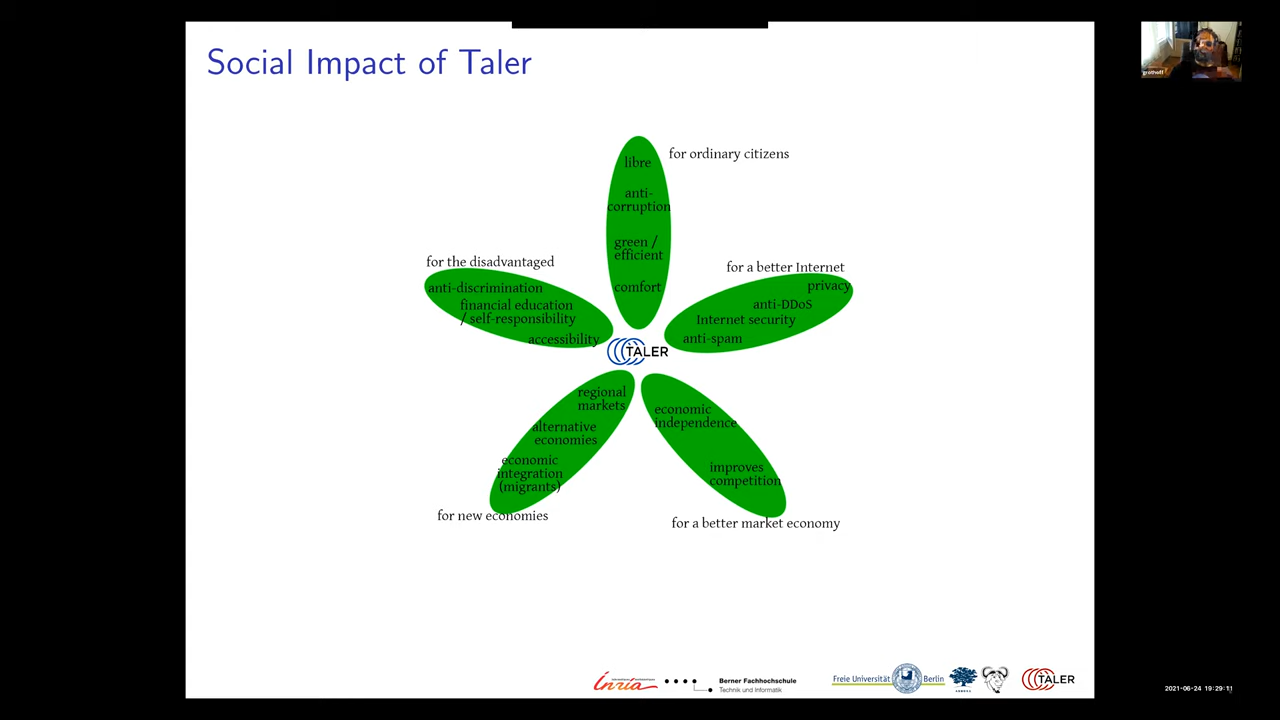 Social Impact of Taler
grothoff
libre
for ordinary citizens
anti-
corruption
green /
efficient
comfort
for the disadvantaged
anti-discrimination
financial education
/ self-responsibility
accessibility
for a better Internet
privacy
anti-DDoS
Internet security
anti-spam
TALER
regional
markets
alternative
economies
economic
integration
(migrants)
for new economies
economic
independence
improves
competition
for a better market economy
Inria
Berner Fachhochschule
Technik und Informatik
Freie Universität Berlin
TALER
2021-06-24 19:29:11